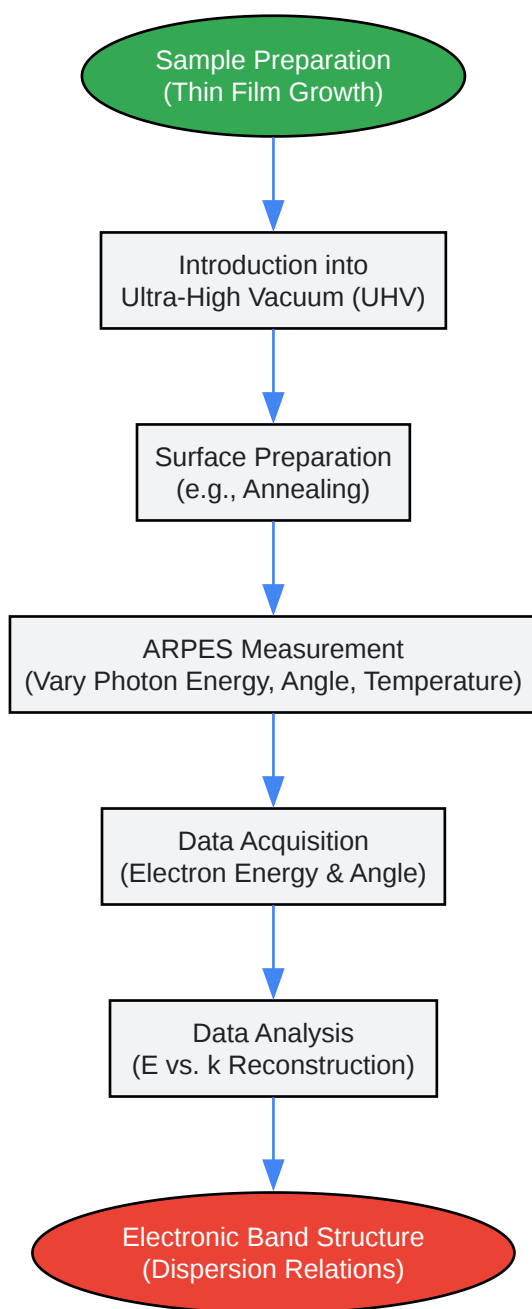 Sample Preparation
(Thin Film Growth)
Introduction into
Ultra-High Vacuum (UHV)
Surface Preparation
(e.g., Annealing)
ARPES Measurement
(Vary Photon Energy, Angle, Temperature)
Data Acquisition
(Electron Energy & Angle)
Data Analysis
(E vs. k Reconstruction)
Electronic Band Structure
(Dispersion Relations)